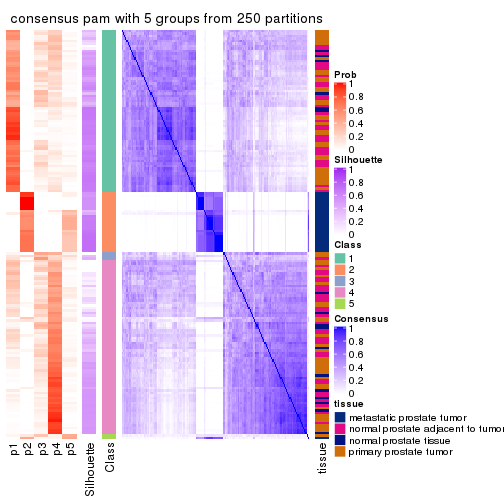 consensus pam with 5 groups from 250 partitions
Prob
1
0.8
0.6
0.4
0.2
0
Silhouette
1
0.8
0.6
0.4
0.2
0
Class
1
2
3
4
5
Consensus
1
0.8
0.6
0.4
0.2
0
tissue
metastatic prostate tumor
normal prostate adjacent to tumor
normal prostate tissue
primary prostate tumor
p1
p2
p3
p4
p5
Silhouette
Class
tissue